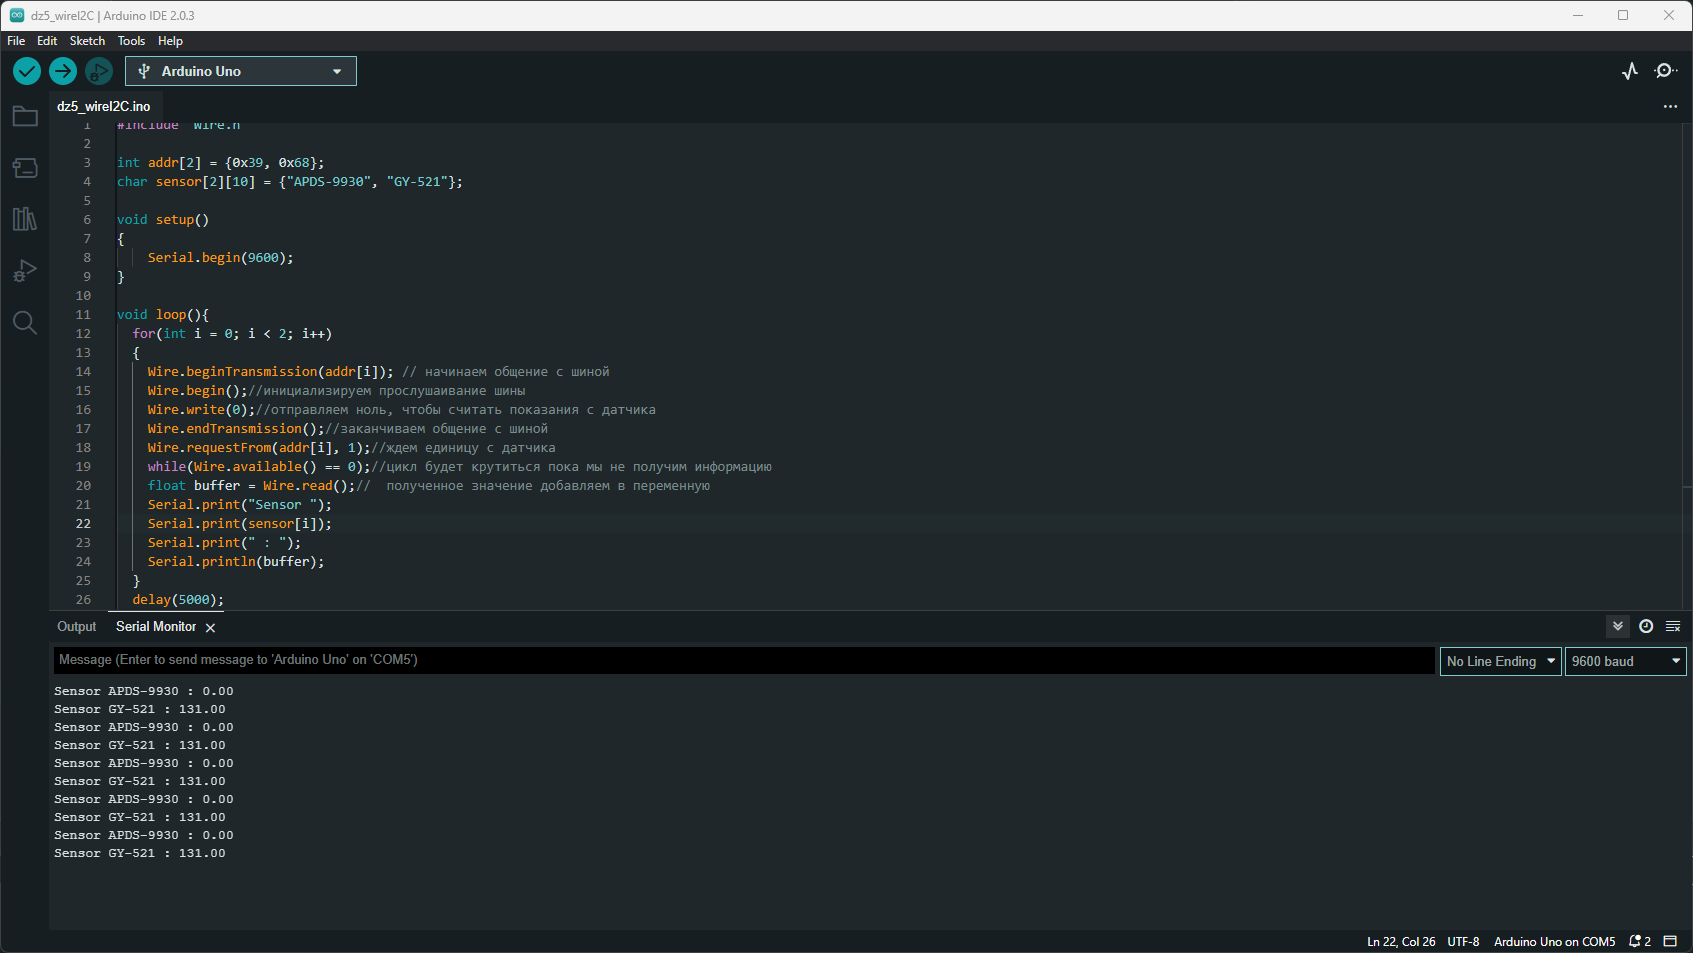 dz5_wireI2C | Arduino IDE 2.0.3
File Edit Sketch Tools Help
Arduino Uno
dz5_wireI2C.ino
1 #include Wire.h
2
3 int addr[2] = {0x39, 0x68};
4 char sensor[2][10] = {"APDS-9930", "GY-521"};
5
6 void setup()
7 {
8 Serial.begin(9600);
9 }
10
11 void loop(){
12 for(int i = 0; i < 2; i++)
13 {
14 Wire.beginTransmission(addr[i]); // начинаем общение с шиной
15 Wire.begin();//инициализируем прослушаивание шины
16 Wire.write(0);//отправляем ноль, чтобы считать показания с датчика
17 Wire.endTransmission();//заканчиваем общение с шиной
18 Wire.requestFrom(addr[i], 1);//ждем единицу с датчика
19 while(Wire.available() == 0);//цикл будет крутиться пока мы не получим информацию
20 float buffer = Wire.read();// полученное значение добавляем в переменную
21 Serial.print("Sensor ");
22 Serial.print(sensor[i]);
23 Serial.print(" : ");
24 Serial.println(buffer);
25 }
26 delay(5000);
Output Serial Monitor
Message (Enter to send message to 'Arduino Uno' on 'COM5') No Line Ending 9600 baud
Sensor APDS-9930 : 0.00
Sensor GY-521 : 131.00
Sensor APDS-9930 : 0.00
Sensor GY-521 : 131.00
Sensor APDS-9930 : 0.00
Sensor GY-521 : 131.00
Sensor APDS-9930 : 0.00
Sensor GY-521 : 131.00
Sensor APDS-9930 : 0.00
Sensor GY-521 : 131.00
Ln 22, Col 26 UTF-8 Arduino Uno on COM5 2